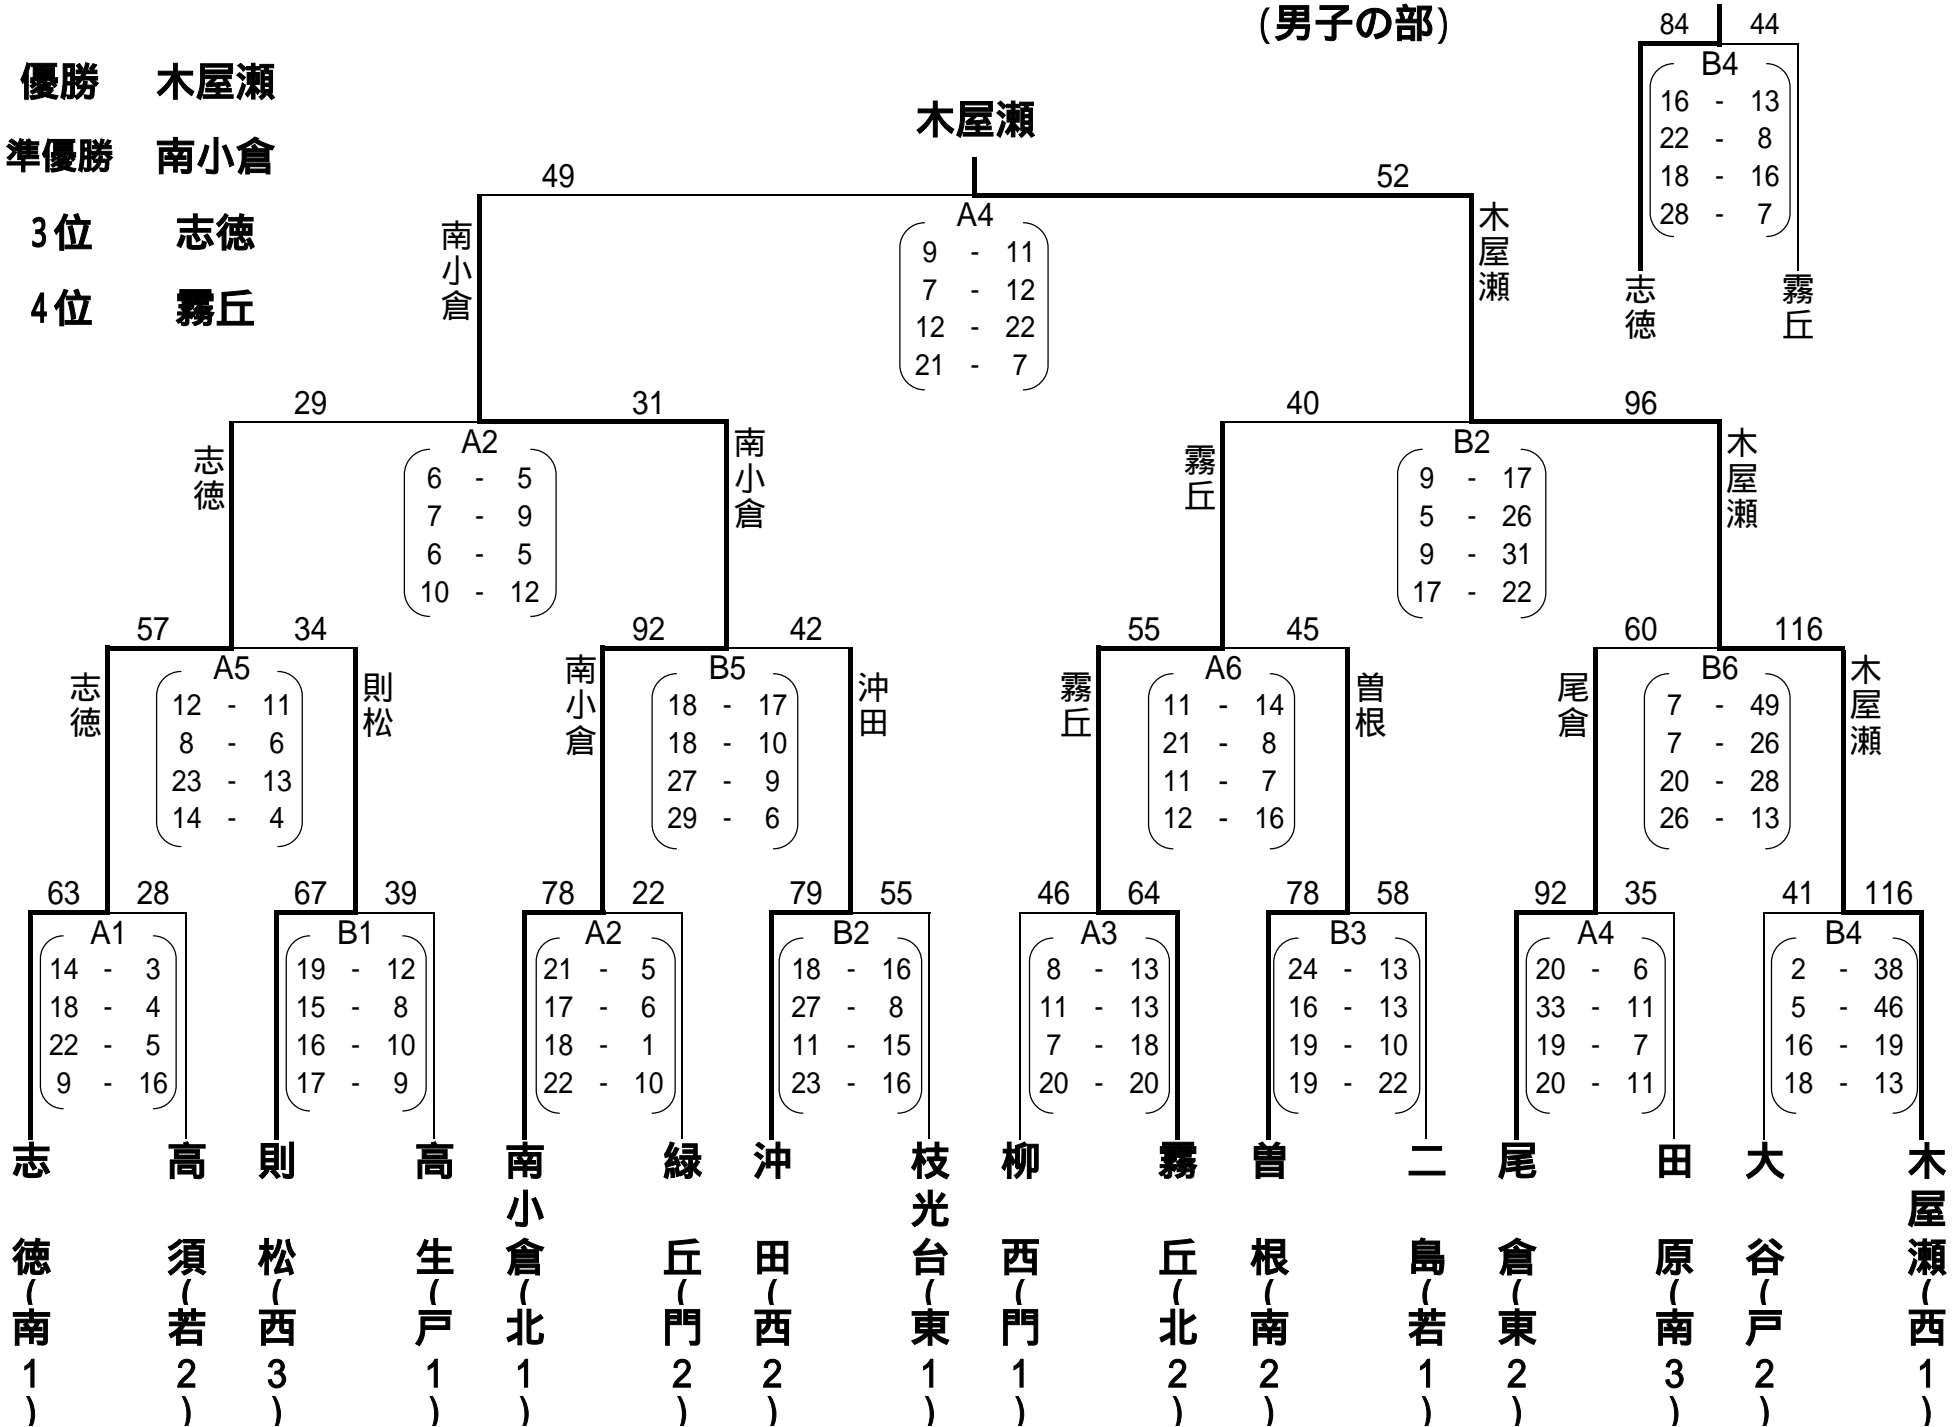 (男子の部)
優勝 木屋瀬
準優勝 南小倉
3位 志徳
4位 霧丘
84 44
B4
16 - 13
22 - 8
18 - 16
28 - 7
志徳
霧丘
木屋瀬
49 52
南小倉
木屋瀬
A4
9 - 11
7 - 12
12 - 22
21 - 7
29 31
志徳
南小倉
A2
6 - 5
7 - 9
6 - 5
10 - 12
40 96
霧丘
木屋瀬
B2
9 - 17
5 - 26
9 - 31
17 - 22
57 34
志徳
則松
A5
12 - 11
8 - 6
23 - 13
14 - 4
92 42
南小倉
沖田
B5
18 - 17
18 - 10
27 - 9
29 - 6
55 45
霧丘
曽根
A6
11 - 14
21 - 8
11 - 7
12 - 16
60 116
尾倉
木屋瀬
B6
7 - 49
7 - 26
20 - 28
26 - 13
63 28
A1
14 - 3
18 - 4
22 - 5
9 - 16
67 39
B1
19 - 12
15 - 8
16 - 10
17 - 9
78 22
A2
21 - 5
17 - 6
18 - 1
22 - 10
79 55
B2
18 - 16
27 - 8
11 - 15
23 - 16
46 64
A3
8 - 13
11 - 13
7 - 18
20 - 20
78 58
B3
24 - 13
16 - 13
19 - 10
19 - 22
92 35
A4
20 - 6
33 - 11
19 - 7
20 - 11
41 116
B4
2 - 38
5 - 46
16 - 19
18 - 13
志徳(南1)
高須(若2)
則松(西3)
高生(戸1)
南小倉(北1)
緑丘(門2)
沖田(西2)
枝光台(東1)
柳西(門1)
霧丘(北2)
曽根(南2)
二島(若1)
尾倉(東2)
田原(南3)
大谷(戸2)
木屋瀬(西1)